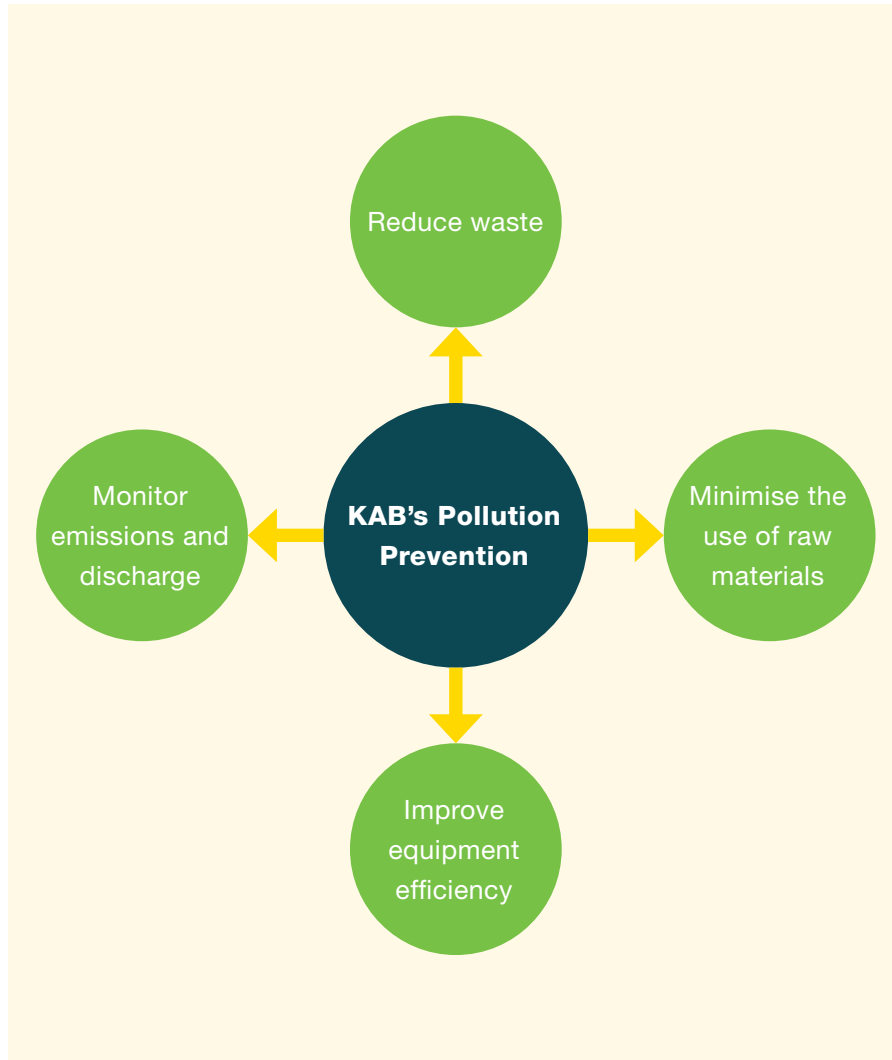 Reduce waste
Monitor
emissions and
discharge
KAB’s Pollution
Prevention
Minimise the
use of raw
materials
Improve
equipment
efficiency